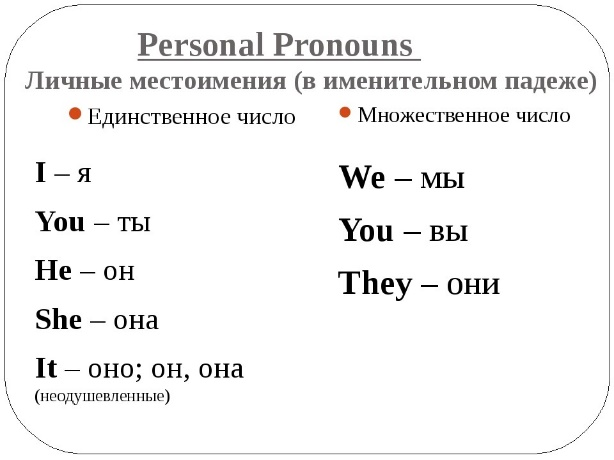 Personal Pronouns
Личные местоимения (в именительном падеже)
Единственное число
I – я
You – ты
He – он
She – она
It – оно; он, она
(неодушевленные)
Множественное число
We – мы
You – вы
They – они